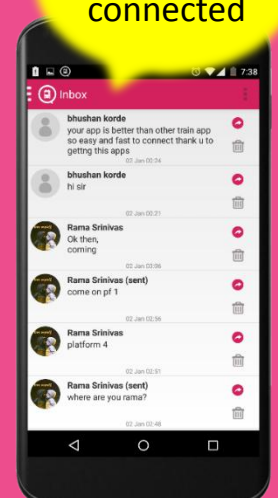 connected
7:38
Inbox
bhushan korde
your app is better than other train app
so easy and fast to connect thank u to
gettng this apps
02 Jan 00:24
bhushan korde
hi sir
02 Jan 00:21
Rama Srinivas
Ok then,
coming
02 Jan 03:06
Rama Srinivas (sent)
come on pf 1
02 Jan 02:56
Rama Srinivas
platform 4
02 Jan 02:51
Rama Srinivas (sent)
where are you rama?
02 Jan 02:48